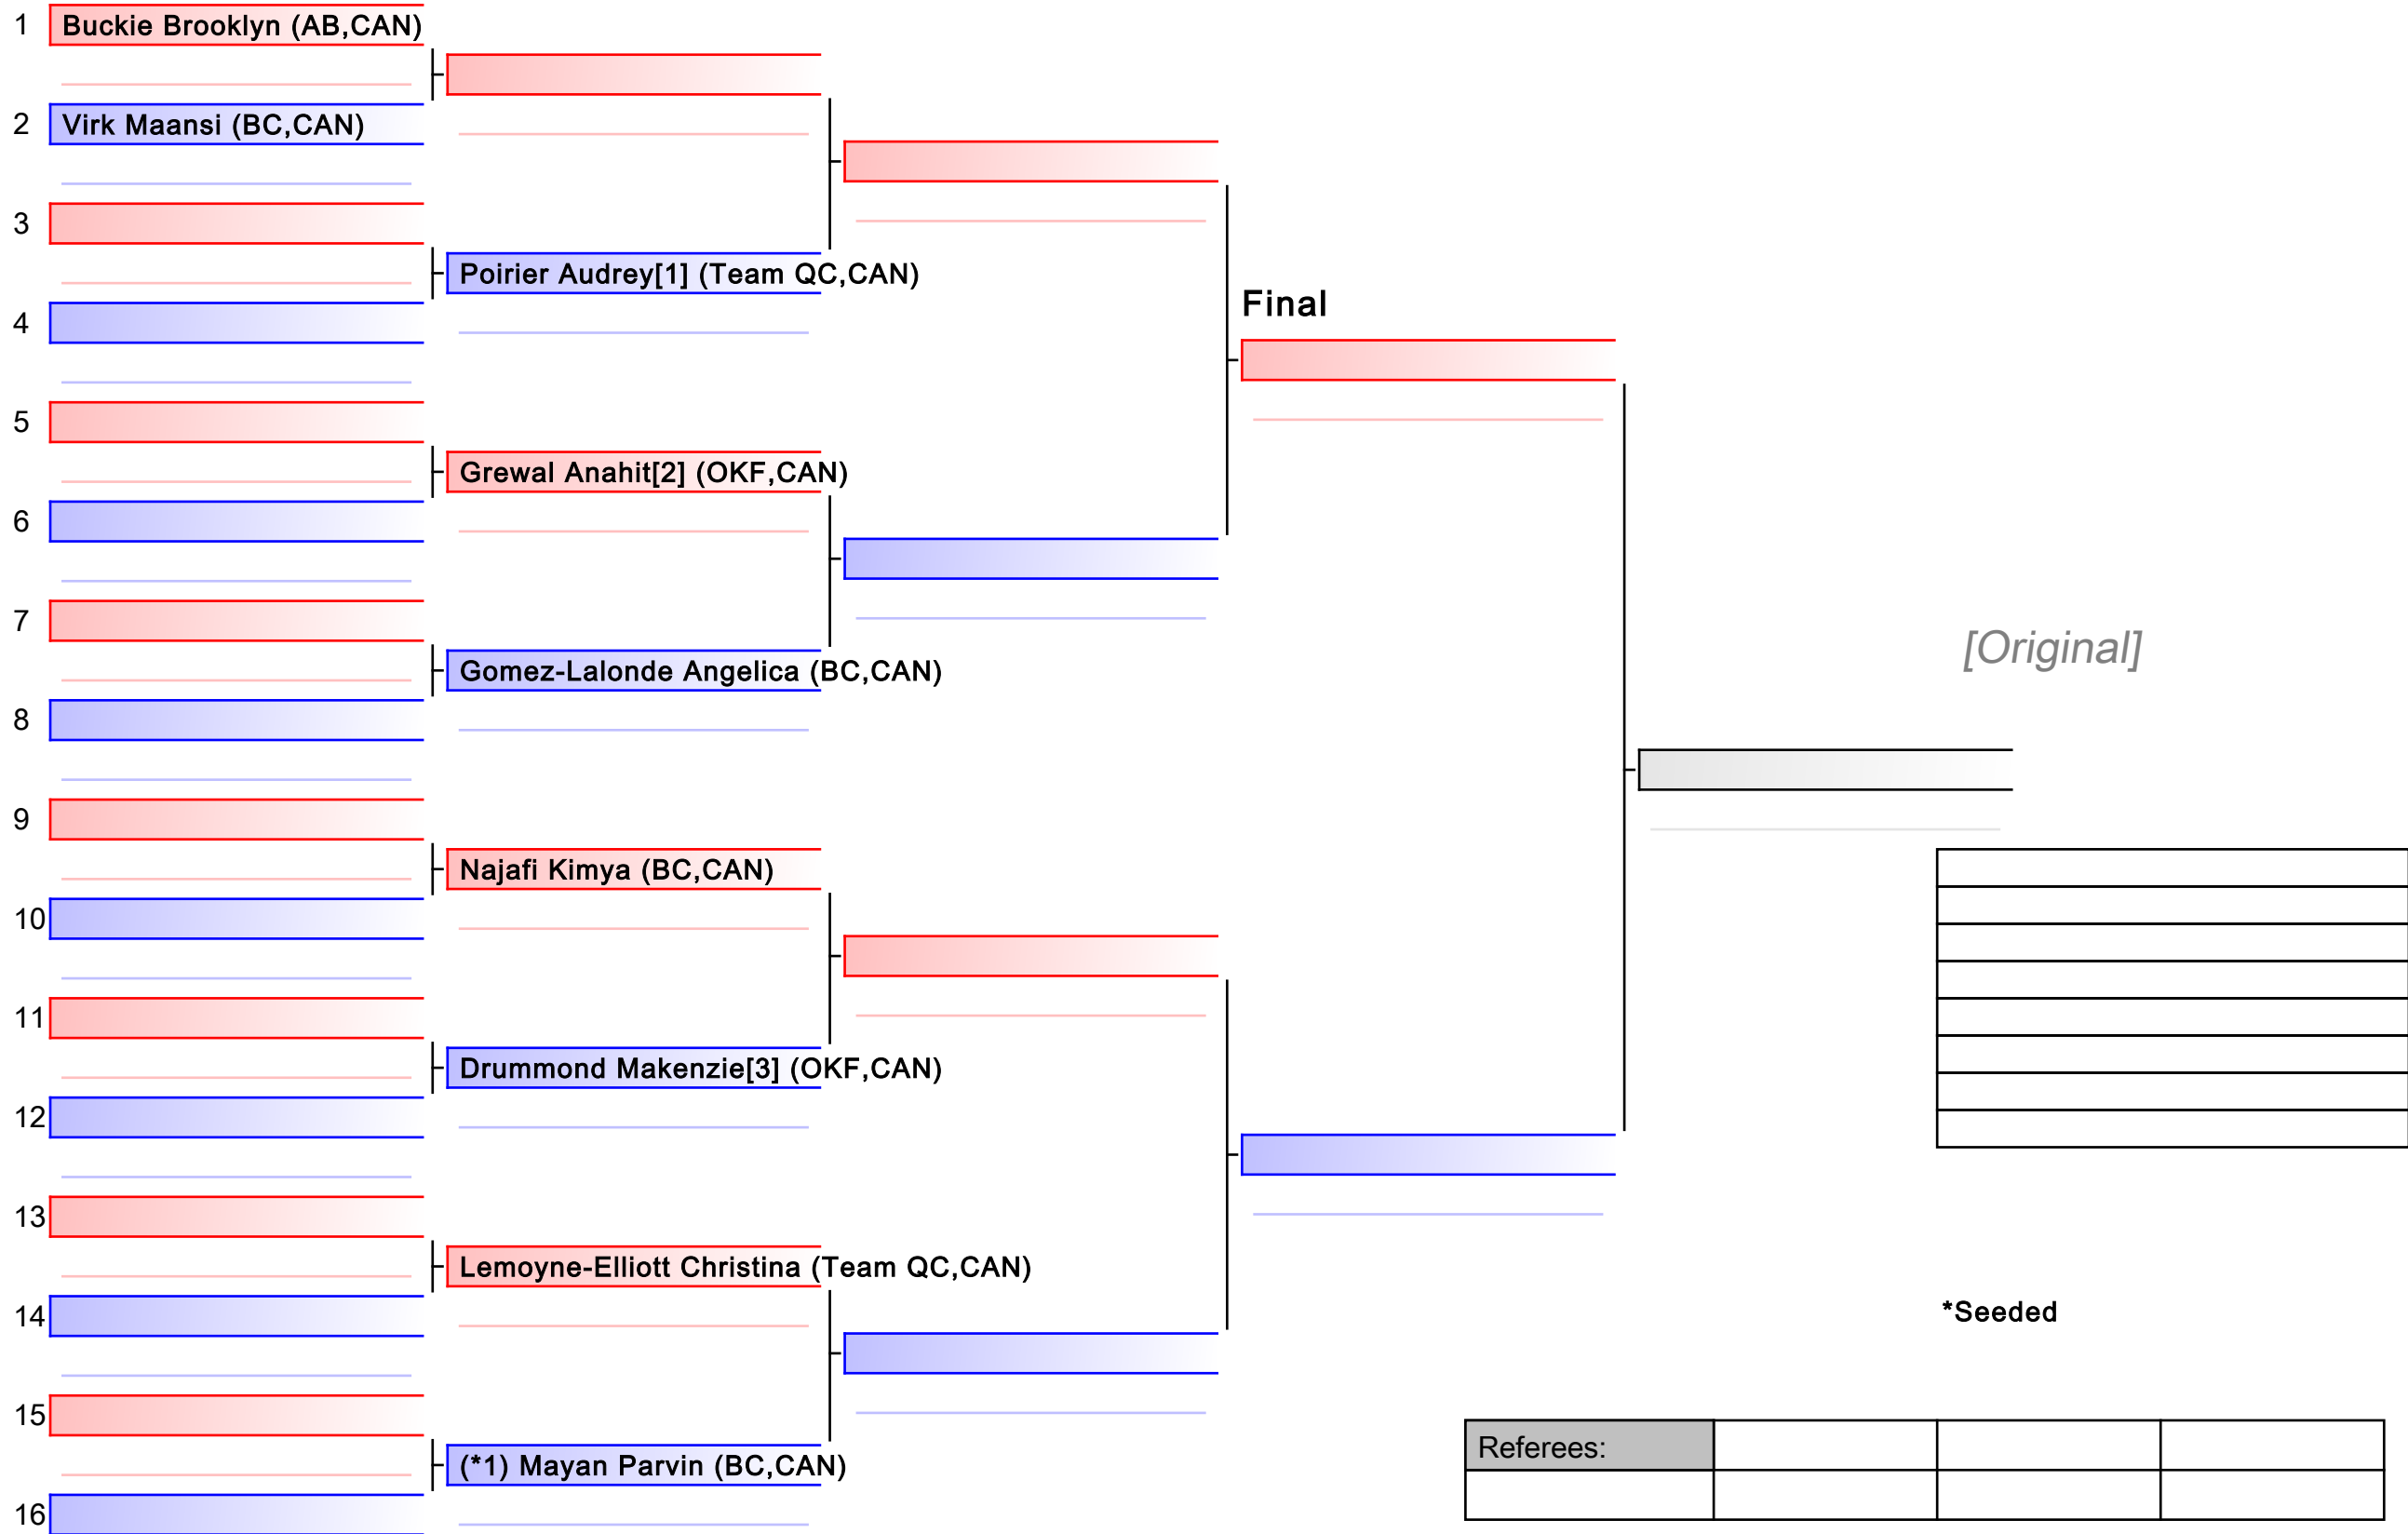 1
Buckie Brooklyn (AB,CAN)
2
Virk Maansi (BC,CAN)
3
Poirier Audrey[1] (Team QC,CAN)
4
Final
5
Grewal Anahit[2] (OKF,CAN)
6
7
[Original]
Gomez-Lalonde Angelica (BC,CAN)
8
9
Najafi Kimya (BC,CAN)
10
11
Drummond Makenzie[3] (OKF,CAN)
12
13
Lemoyne-Elliott Christina (Team QC,CAN)
14
*Seeded
15
Referees:
(*1) Mayan Parvin (BC,CAN)
16